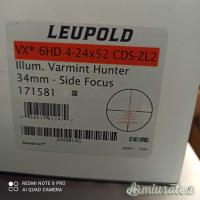 LEUPOLD
VX®-6HD 4-24x52 CDS-ZL2
Illum. Varmint Hunter
34mm - Side Focus
171581
REDMI NOTE 8 PRO
AI QUAD CAMERA
Armiusate.it